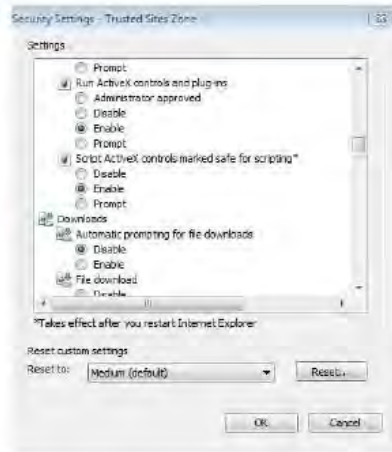 Security Settings - Trusted Sites Zone
Settings
Prompt
Run ActiveX controls and plug-ins
Administrator approved
Disable
Enable
Prompt
Script ActiveX controls marked safe for scripting*
Disable
Enable
Prompt
Downloads
Automatic prompting for file downloads
Disable
Enable
File download
Disable
*Takes effect after you restart Internet Explorer
Reset custom settings
Reset to: Medium (default) Reset...
OK Cancel